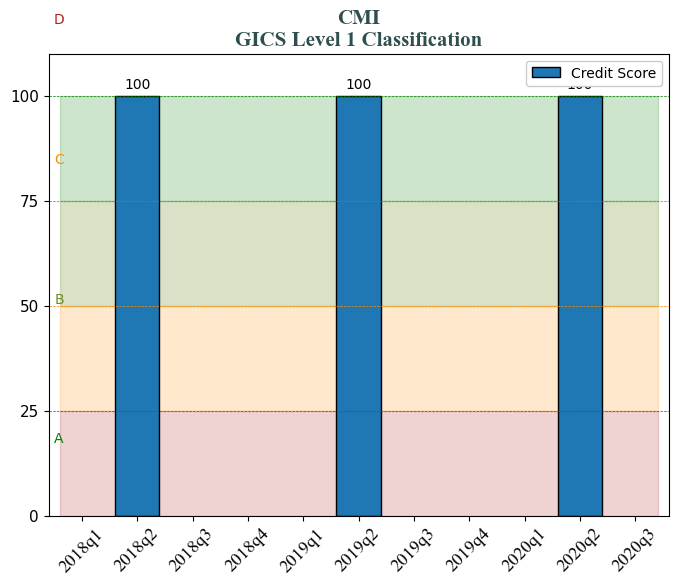 D
CMI
GICS Level 1 Classification
Credit Score
100
100
100
100
C
75
B
50
A
25
0
2018q1
2018q2
2018q3
2018q4
2019q1
2019q2
2019q3
2019q4
2020q1
2020q2
2020q3